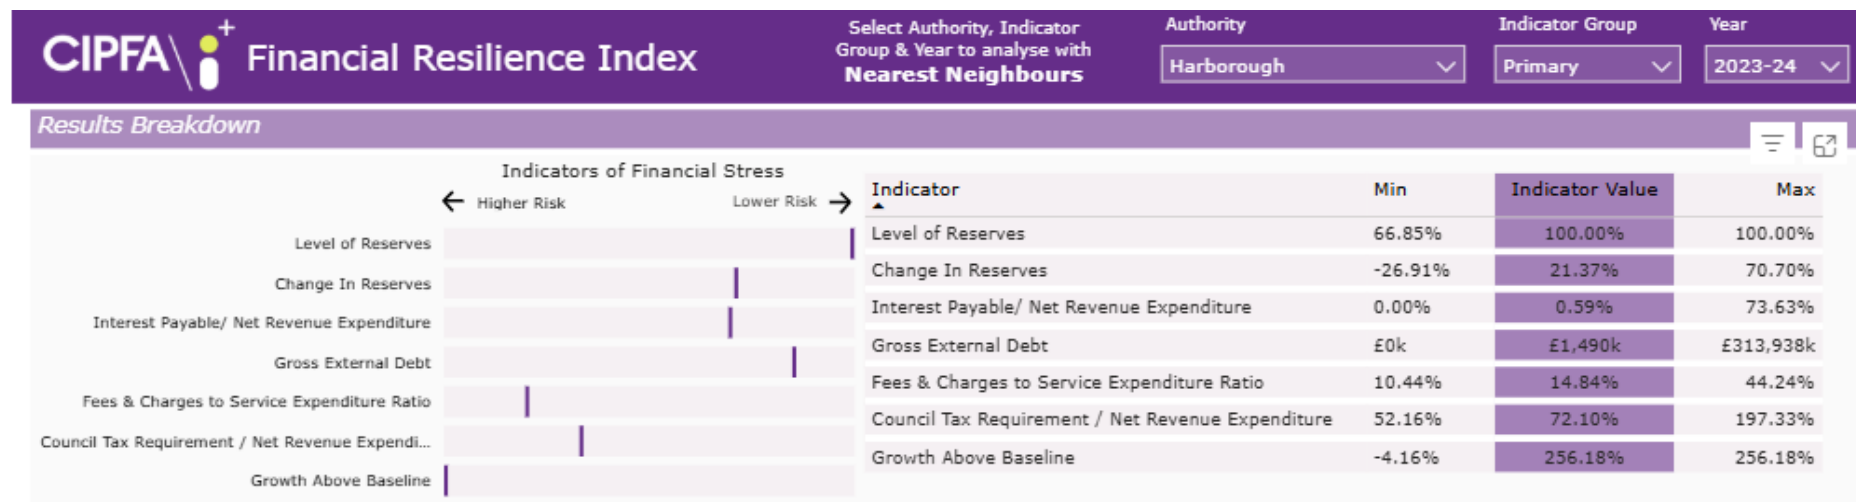 CIPFA\ i+ Financial Resilience Index
Select Authority, Indicator
Group & Year to analyse with
Nearest Neighbours
Authority
Harborough
Indicator Group
Primary
Year
2023-24
Results Breakdown
Indicators of Financial Stress
← Higher Risk Lower Risk →
Level of Reserves
Change In Reserves
Interest Payable/ Net Revenue Expenditure
Gross External Debt
Fees & Charges to Service Expenditure Ratio
Council Tax Requirement / Net Revenue Expendi...
Growth Above Baseline
Indicator Min Indicator Value Max
Level of Reserves 66.85% 100.00% 100.00%
Change In Reserves -26.91% 21.37% 70.70%
Interest Payable/ Net Revenue Expenditure 0.00% 0.59% 73.63%
Gross External Debt £0k £1,490k £313,938k
Fees & Charges to Service Expenditure Ratio 10.44% 14.84% 44.24%
Council Tax Requirement / Net Revenue Expenditure 52.16% 72.10% 197.33%
Growth Above Baseline -4.16% 256.18% 256.18%